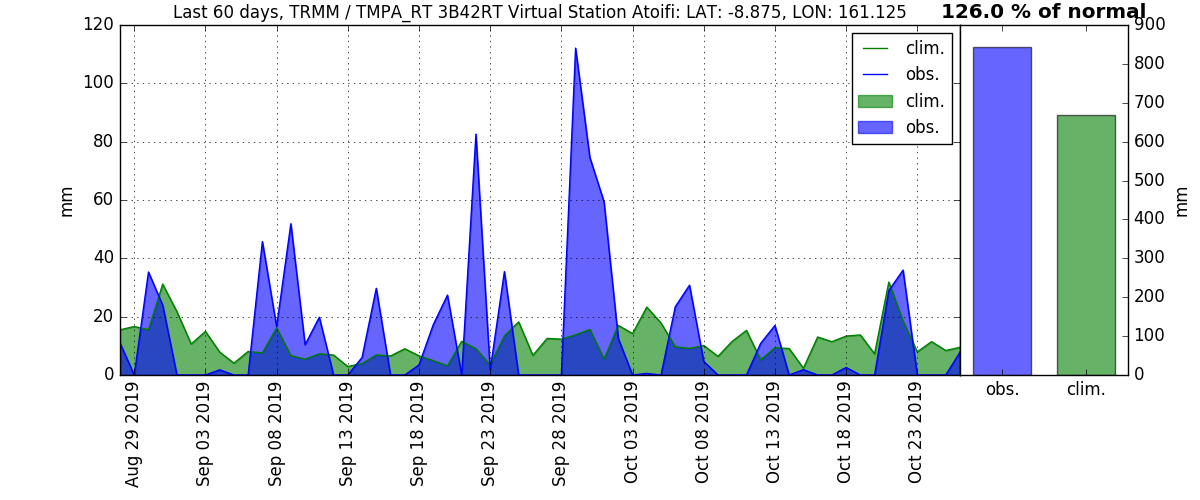 Last 60 days, TRMM / TMPA_RT 3B42RT Virtual Station Atoifi: LAT: -8.875, LON: 161.125
126.0 % of normal
120
100
80
60
40
20
0
mm
clim.
obs.
clim.
obs.
Aug 29 2019
Sep 03 2019
Sep 08 2019
Sep 13 2019
Sep 18 2019
Sep 23 2019
Sep 28 2019
Oct 03 2019
Oct 08 2019
Oct 13 2019
Oct 18 2019
Oct 23 2019
900
800
700
600
500
400
300
200
100
0
mm
obs.
clim.